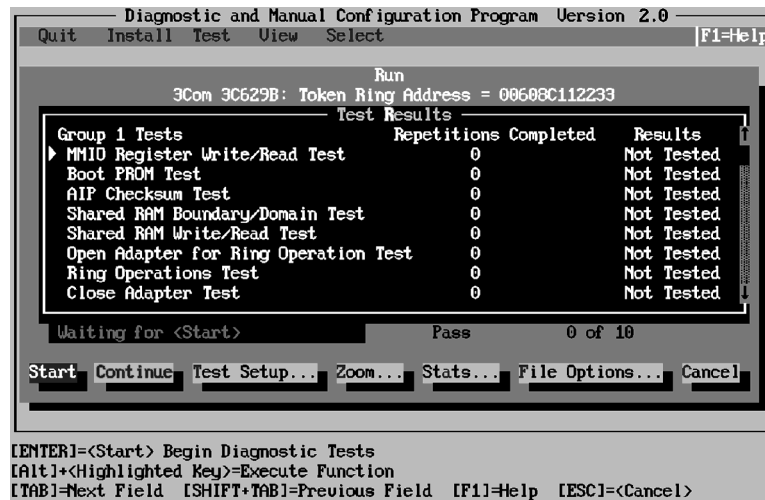 Diagnostic and Manual Configuration Program Version 2.0
Quit Install Test View Select F1=Help
Run
3Com 3C629B: Token Ring Address = 00608C112233
Test Results
Group 1 Tests Repetitions Completed Results
MMIO Register Write/Read Test 0 Not Tested
Boot PROM Test 0 Not Tested
AIP Checksum Test 0 Not Tested
Shared RAM Boundary/Domain Test 0 Not Tested
Shared RAM Write/Read Test 0 Not Tested
Open Adapter for Ring Operation Test 0 Not Tested
Ring Operations Test 0 Not Tested
Close Adapter Test 0 Not Tested
Waiting for <Start> Pass 0 of 10
Start Continue Test Setup... Zoom... Stats... File Options... Cancel
[ENTER]=<Start> Begin Diagnostic Tests
[Alt]+<Highlighted Key>=Execute Function
[TAB]=Next Field [SHIFT+TAB]=Previous Field [F1]=Help [ESC]=<Cancel>